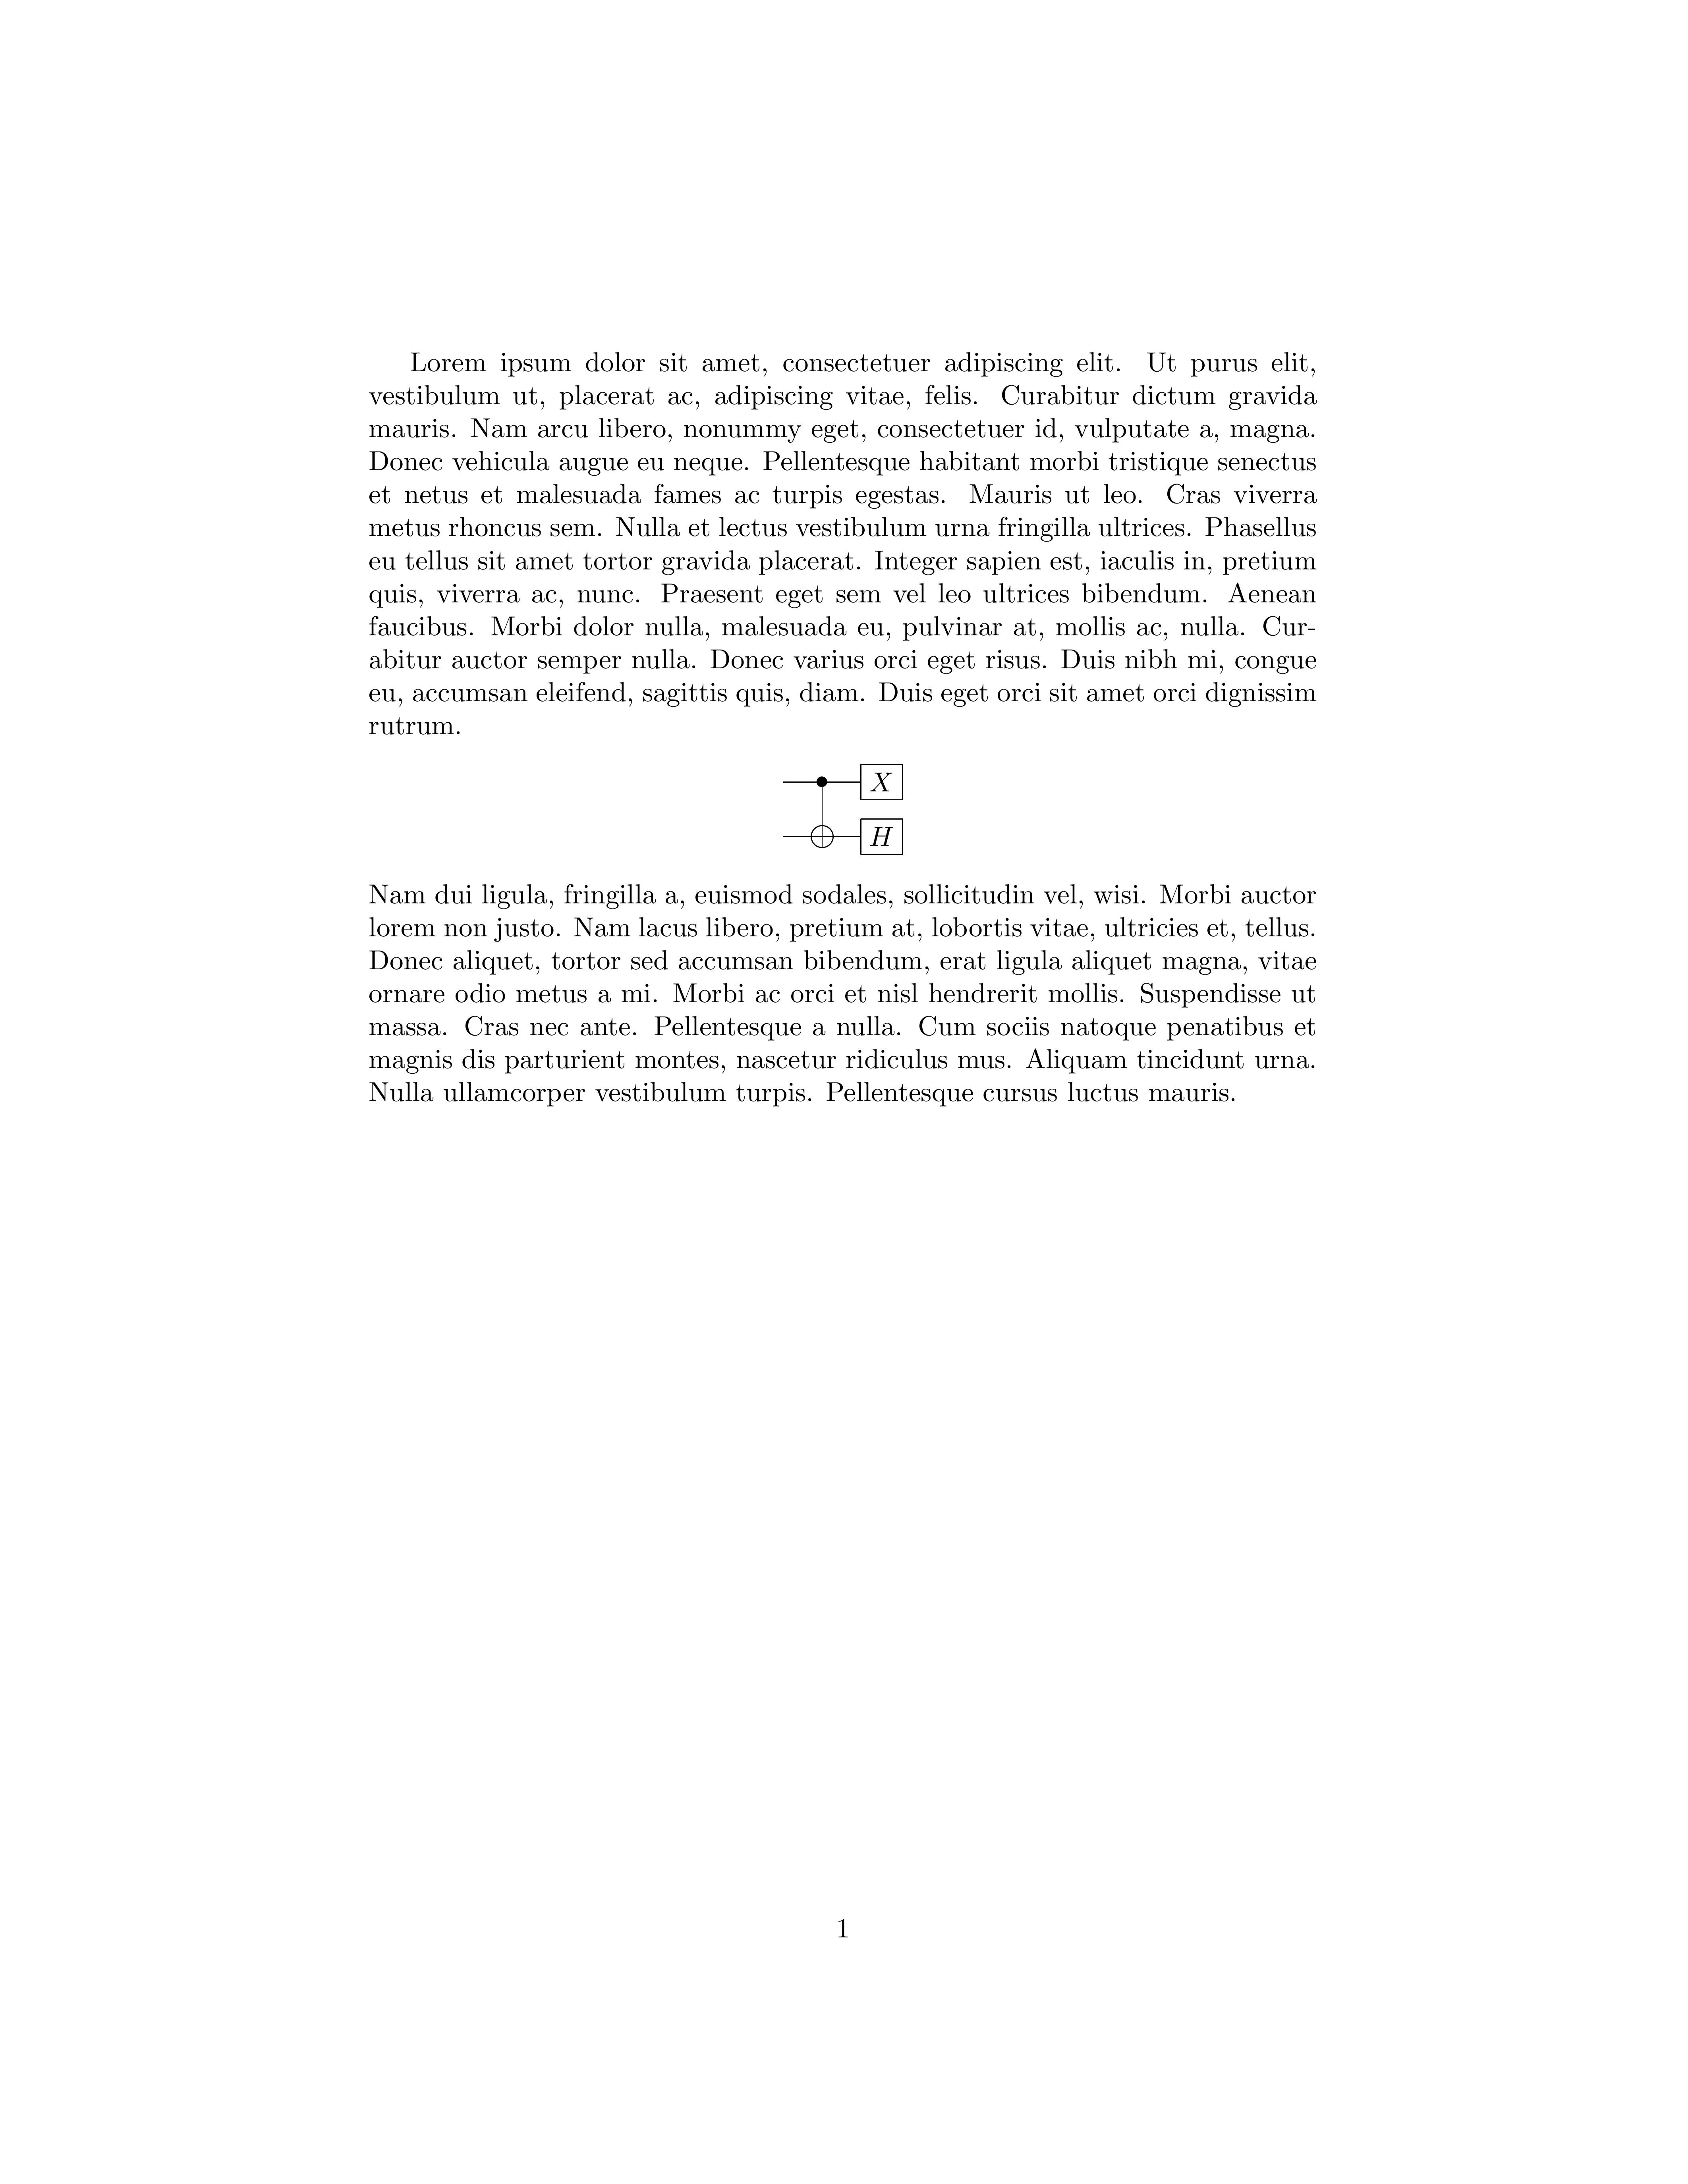 Lorem ipsum dolor sit amet, consectetuer adipiscing elit. Ut purus elit,
vestibulum ut, placerat ac, adipiscing vitae, felis. Curabitur dictum gravida
mauris. Nam arcu libero, nonummy eget, consectetuer id, vulputate a, magna.
Donec vehicula augue eu neque. Pellentesque habitant morbi tristique senectus
et netus et malesuada fames ac turpis egestas. Mauris ut leo. Cras viverra
metus rhoncus sem. Nulla et lectus vestibulum urna fringilla ultrices. Phasellus
eu tellus sit amet tortor gravida placerat. Integer sapien est, iaculis in, pretium
quis, viverra ac, nunc. Praesent eget sem vel leo ultrices bibendum. Aenean
faucibus. Morbi dolor nulla, malesuada eu, pulvinar at, mollis ac, nulla. Cur-
abitur auctor semper nulla. Donec varius orci eget risus. Duis nibh mi, congue
eu, accumsan eleifend, sagittis quis, diam. Duis eget orci sit amet orci dignissim
rutrum.
X
H
Nam dui ligula, fringilla a, euismod sodales, sollicitudin vel, wisi. Morbi auctor
lorem non justo. Nam lacus libero, pretium at, lobortis vitae, ultricies et, tellus.
Donec aliquet, tortor sed accumsan bibendum, erat ligula aliquet magna, vitae
ornare odio metus a mi. Morbi ac orci et nisl hendrerit mollis. Suspendisse ut
massa. Cras nec ante. Pellentesque a nulla. Cum sociis natoque penatibus et
magnis dis parturient montes, nascetur ridiculus mus. Aliquam tincidunt urna.
Nulla ullamcorper vestibulum turpis. Pellentesque cursus luctus mauris.
1